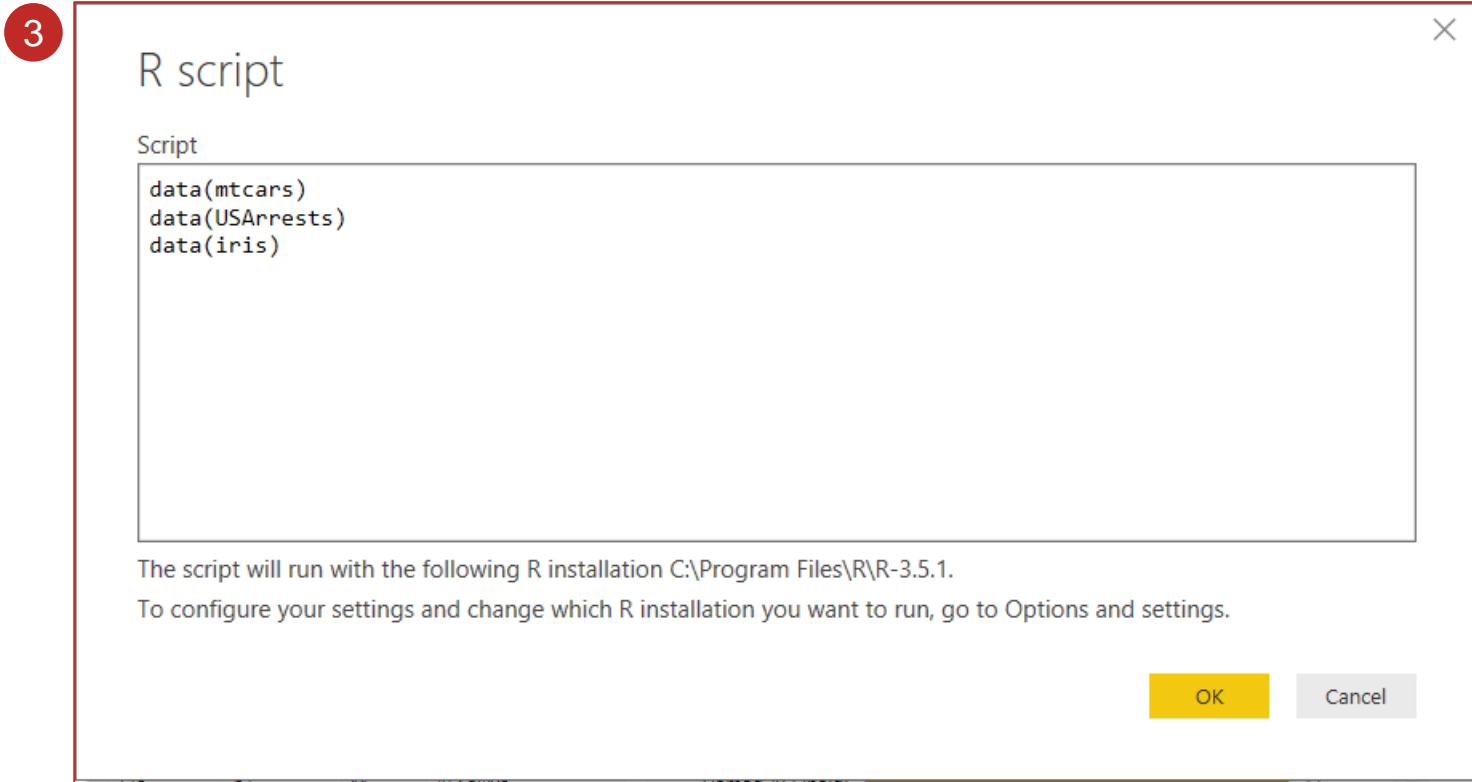 3
R script
Script
data(mtcars)
data(USArrests)
data(iris)
The script will run with the following R installation C:\Program Files\R\R-3.5.1.
To configure your settings and change which R installation you want to run, go to Options and settings.
OK
Cancel